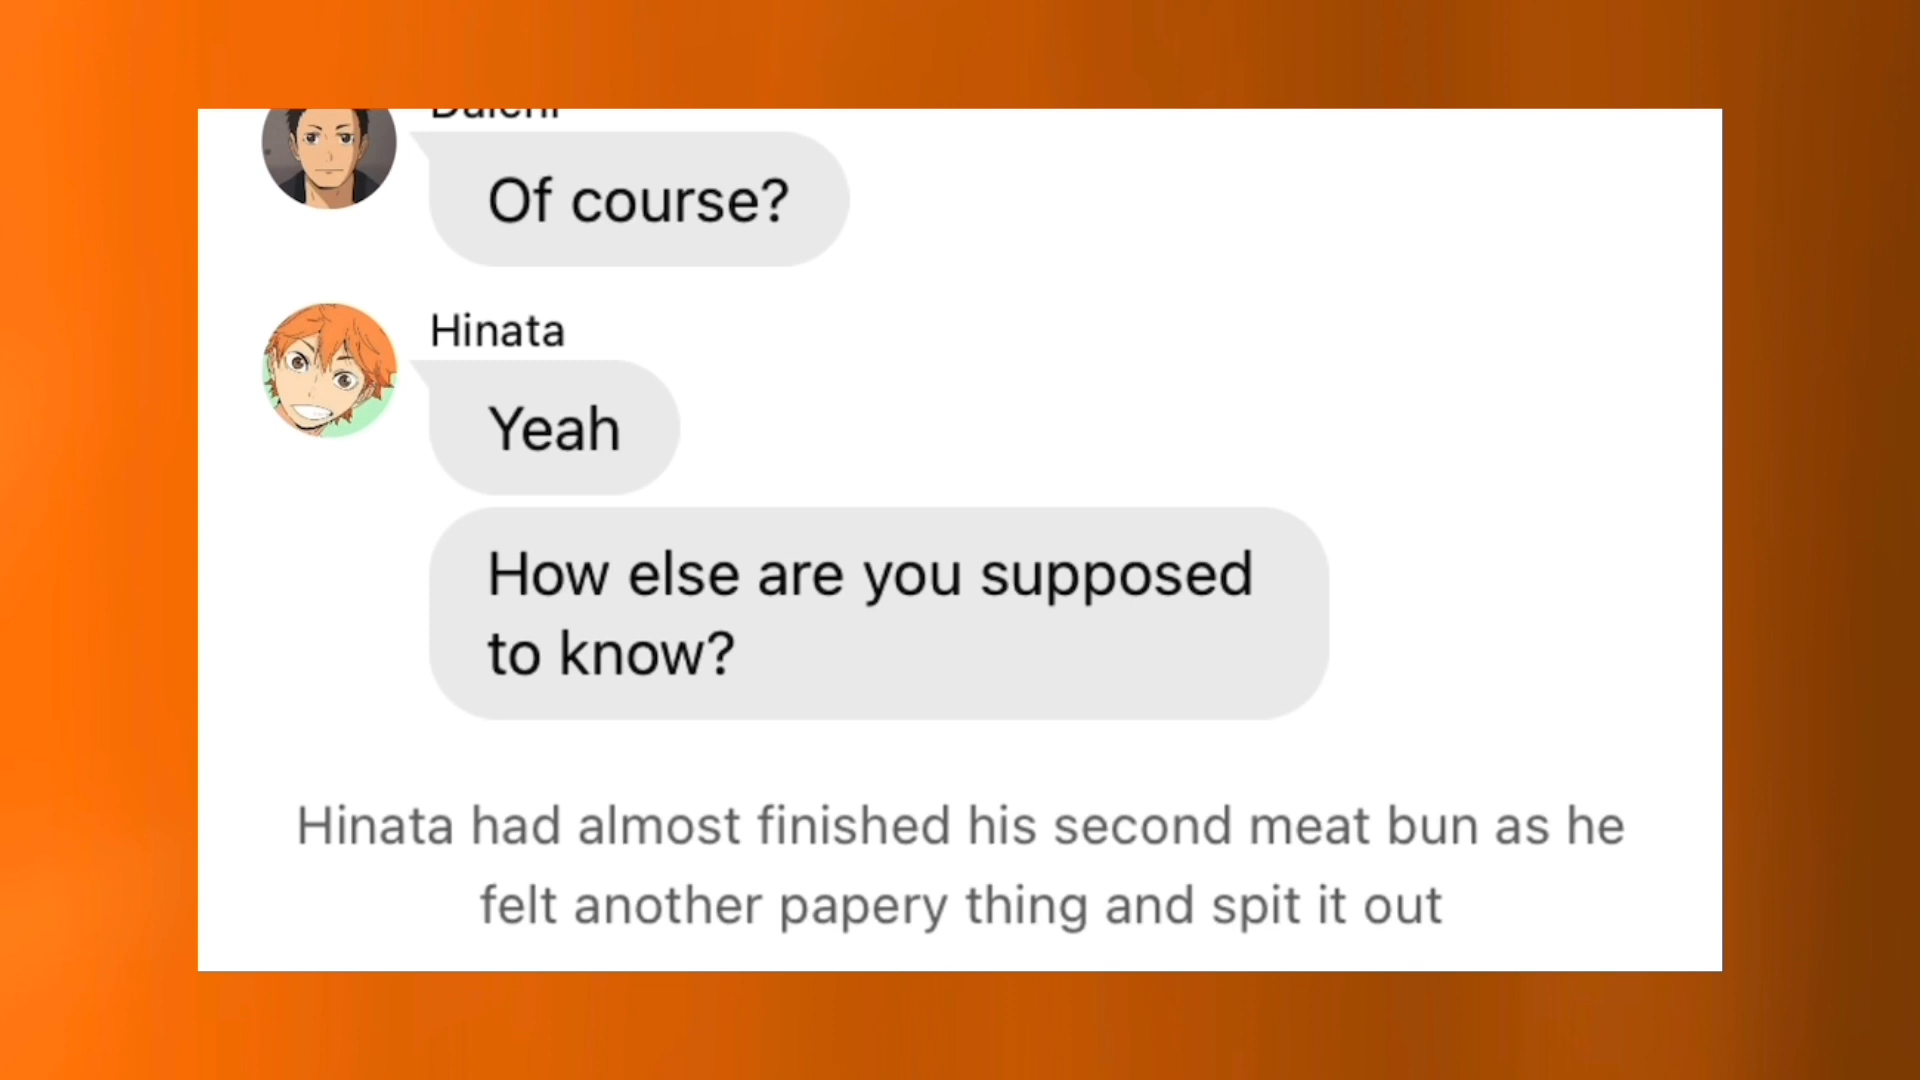 Daichi
Of course?
Hinata
Yeah
How else are you supposed
to know?
Hinata had almost finished his second meat bun as he
felt another papery thing and spit it out